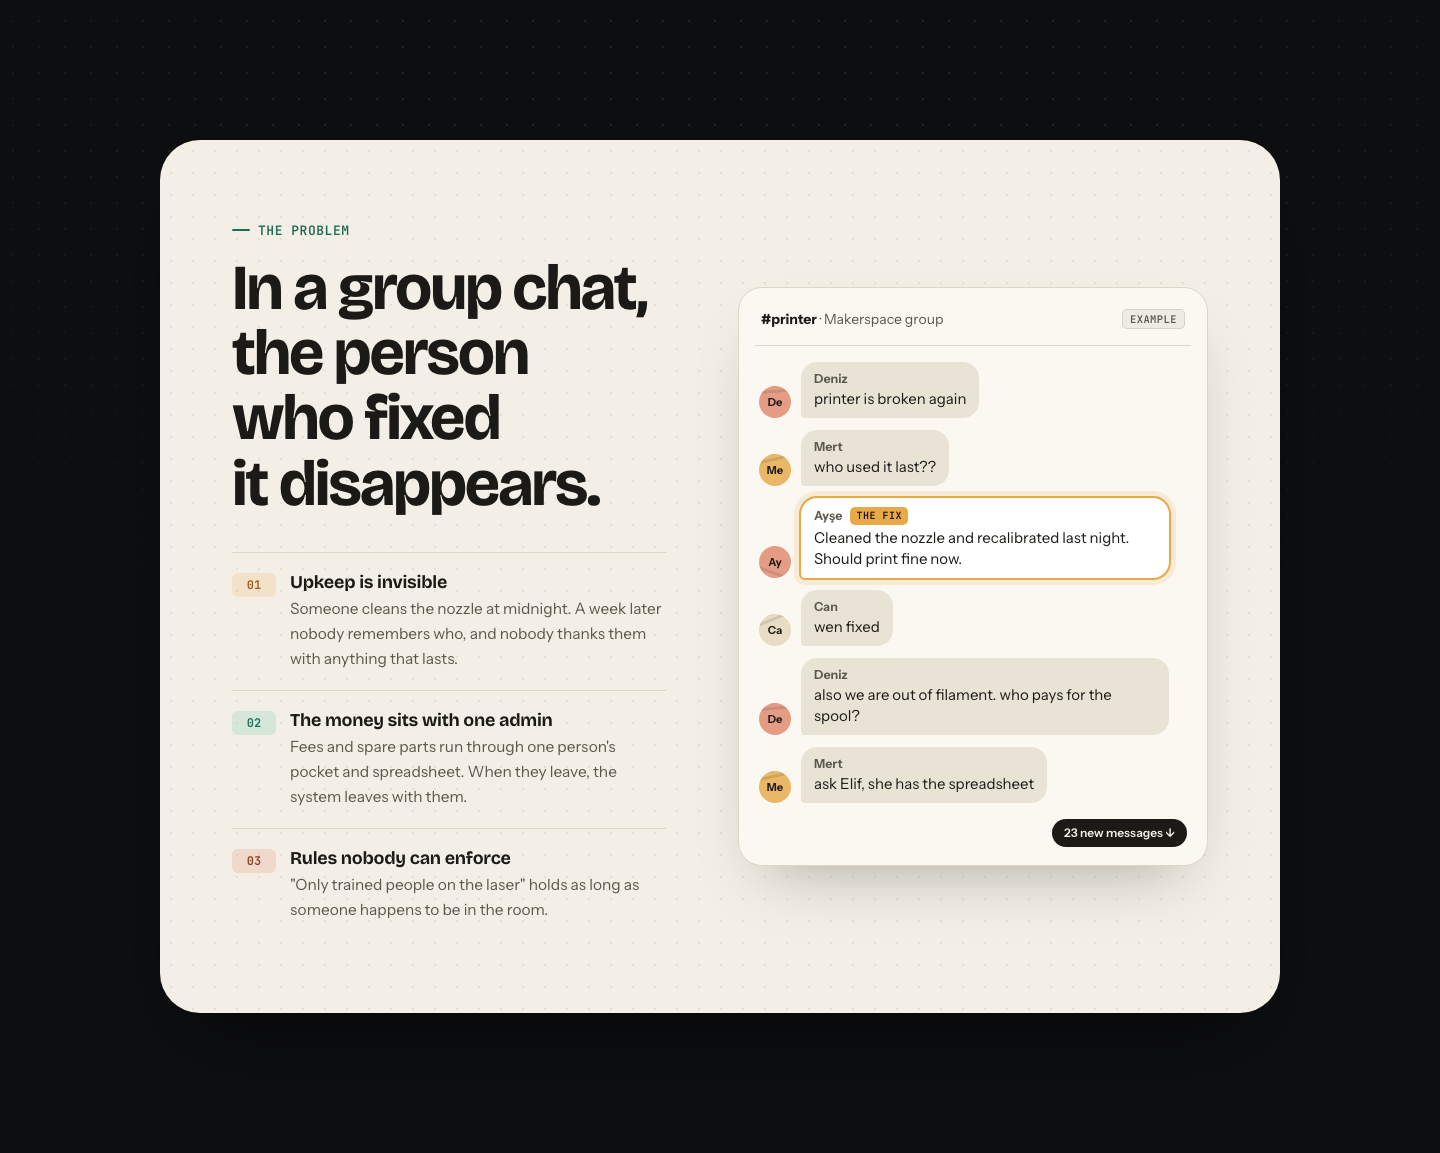 — THE PROBLEM
In a group chat,
the person
who fixed
it disappears.
01
Upkeep is invisible
Someone cleans the nozzle at midnight. A week later
nobody remembers who, and nobody thanks them
with anything that lasts.
02
The money sits with one admin
Fees and spare parts run through one person's
pocket and spreadsheet. When they leave, the
system leaves with them.
03
Rules nobody can enforce
"Only trained people on the laser" holds as long as
someone happens to be in the room.
#printer · Makerspace group
EXAMPLE
De
Deniz
printer is broken again
Me
Mert
who used it last??
Ay
Ayşe THE FIX
Cleaned the nozzle and recalibrated last night.
Should print fine now.
Ca
Can
wen fixed
De
Deniz
also we are out of filament. who pays for the
spool?
Me
Mert
ask Elif, she has the spreadsheet
23 new messages ↓